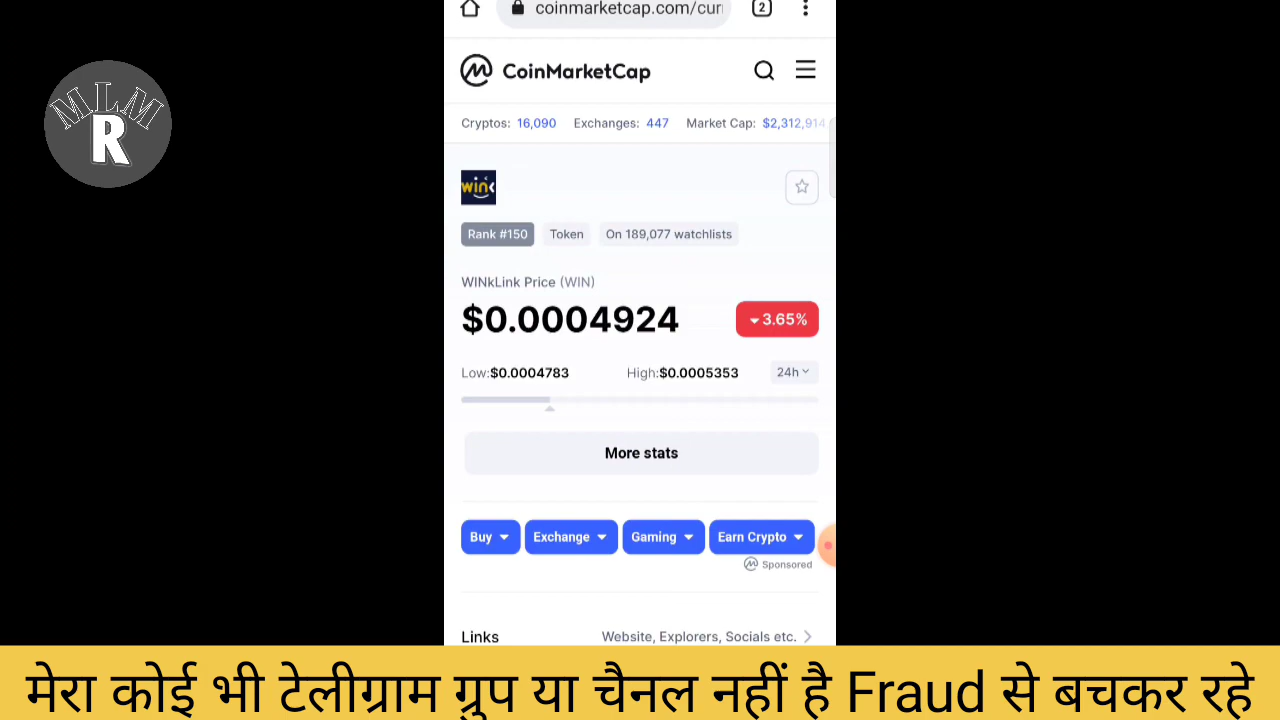 coinmarketcap.com/curr
2
MLM
R
CoinMarketCap
Cryptos: 16,090 Exchanges: 447 Market Cap: $2,312,914
WINk
Rank #150 Token On 189,077 watchlists
WINkLink Price (WIN)
$0.0004924 3.65%
Low:$0.0004783 High:$0.0005353 24h
More stats
Buy Exchange Gaming Earn Crypto
Sponsored
Links Website, Explorers, Socials etc.
मेरा कोई भी टेलीग्राम ग्रुप या चैनल नहीं है Fraud से बचकर रहे